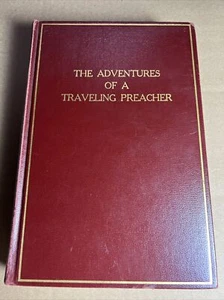 THE ADVENTURES
OF A
TRAVELING PREACHER